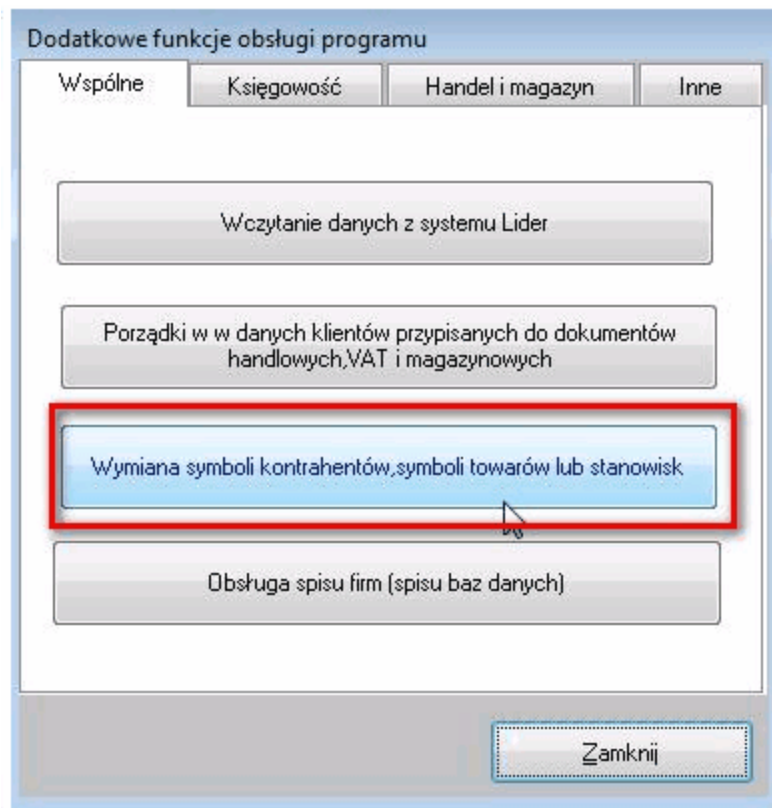 Dodatkowe funkcje obsługi programu
Wspólne Księgowość Handel i magazyn Inne
Wczytanie danych z systemu Lider
Porządki w w danych klientów przypisanych do dokumentów
handlowych,VAT i magazynowych
Wymiana symboli kontrahentów,symboli towarów lub stanowisk
Obsługa spisu firm (spisu baz danych)
Zamknij